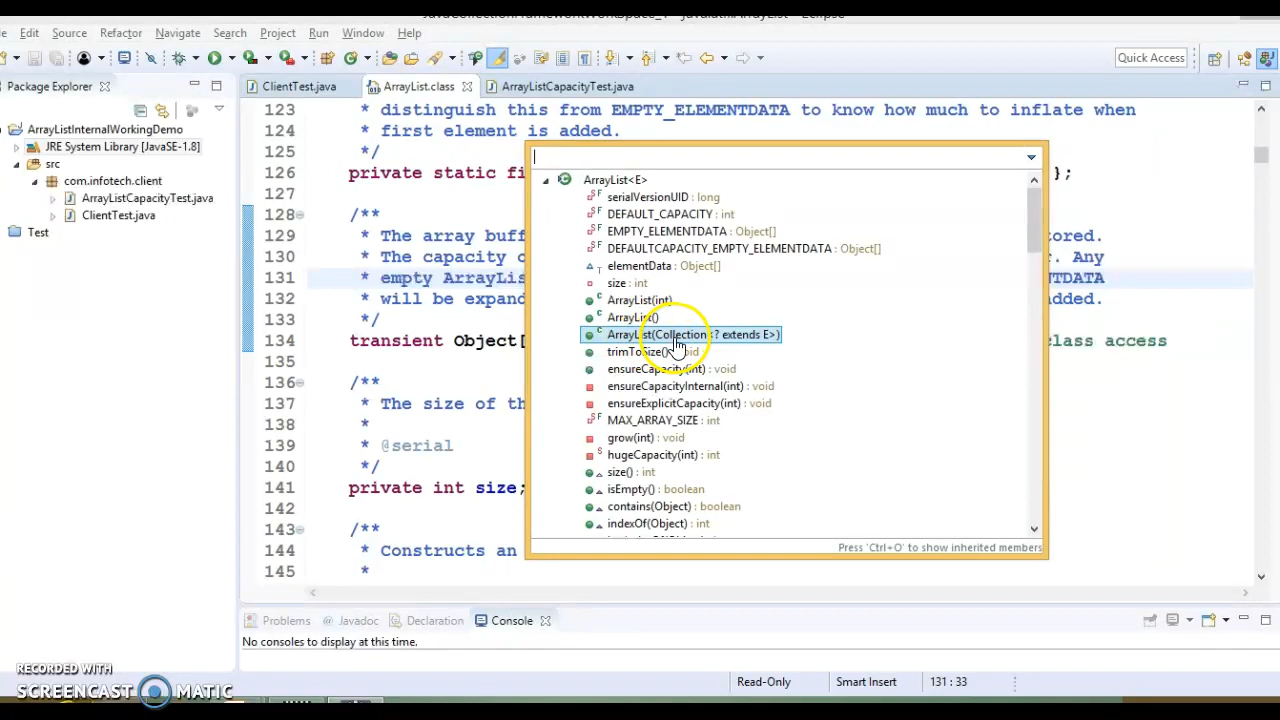 JavaCollectionFrameworkWorkSpace_1 - java.util.ArrayList - Eclipse
e Edit Source Refactor Navigate Search Project Run Window Help
Quick Access
Package Explorer
ClientTest.java
ArrayList.class
ArrayListCapacityTest.java
ArrayListInternalWorkingDemo
JRE System Library [JavaSE-1.8]
src
com.infotech.client
ArrayListCapacityTest.java
ClientTest.java
Test
123 * distinguish this from EMPTY_ELEMENTDATA to know how much to inflate when
124 * first element is added.
125 */
126 private static fi };
127
128 /**
129 * The array buff tored.
130 * The capacity o r. Any
131 * empty ArrayLis NTDATA
132 * will be expand added.
133 */
134 transient Object[ lass access
135
136 /**
137 * The size of th
138 *
139 * @serial
140 */
141 private int size;
142
143 /**
144 * Constructs an
145 *
ArrayList<E>
serialVersionUID : long
DEFAULT_CAPACITY : int
EMPTY_ELEMENTDATA : Object[]
DEFAULTCAPACITY_EMPTY_ELEMENTDATA : Object[]
elementData : Object[]
size : int
ArrayList(int)
ArrayList()
ArrayList(Collection<? extends E>)
trimToSize() : void
ensureCapacity(int) : void
ensureCapacityInternal(int) : void
ensureExplicitCapacity(int) : void
MAX_ARRAY_SIZE : int
grow(int) : void
hugeCapacity(int) : int
size() : int
isEmpty() : boolean
contains(Object) : boolean
indexOf(Object) : int
Press 'Ctrl+O' to show inherited members
Problems @ Javadoc Declaration Console
No consoles to display at this time.
Read-Only Smart Insert 131 : 33
RECORDED WITH
SCREENCAST MATIC